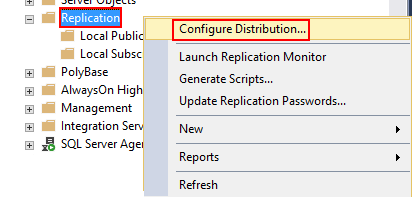 Server Objects
Replication
Local Public
Local Subsc
PolyBase
AlwaysOn High
Management
Integration Serv
SQL Server Agen
Configure Distribution...
Launch Replication Monitor
Generate Scripts...
Update Replication Passwords...
New
Reports
Refresh